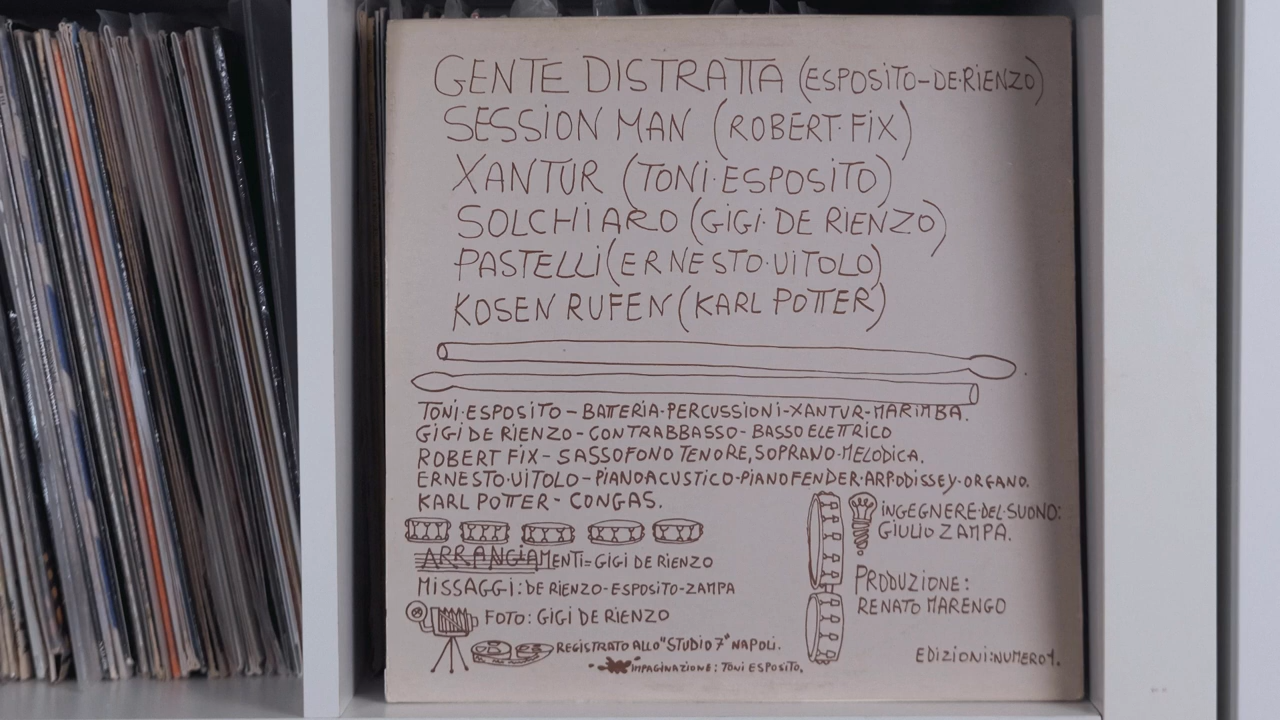 GENTE DISTRATTA (ESPOSITO-DE·RIENZO)
SESSION MAN (ROBERT·FIX)
XANTUR (TONI·ESPOSITO)
SOLCHIARO (GIGI·DE RIENZO)
PASTELLI (ERNESTO·VITOLO)
KOSEN RUFEN (KARL POTTER)
TONI·ESPOSITO-BATTERIA·PERCUSSIONI-XANTUR-MARIMBA.
GIGI DE RIENZO-CONTRABBASSO-BASSO ELETTRICO
ROBERT FIX-SASSOFONO TENORE, SOPRANO·MELODICA.
ERNESTO·VITOLO-PIANOACUSTICO·PIANOFENDER·ARP·ODISSEY·ORGANO.
KARL POTTER-CONGAS.
INGEGNERE·DEL·SUONO:
GIULIO ZAMPA.
ARRANGIAMENTI=GIGI DE RIENZO
MISSAGGI: DE RIENZO-ESPOSITO-ZAMPA
PRODUZIONE:
RENATO MARENGO
FOTO: GIGI DE RIENZO
REGISTRATO ALLO "STUDIO 7" NAPOLI.
IMPAGINAZIONE: TONI ESPOSITO.
EDIZIONI:NUMERO1.